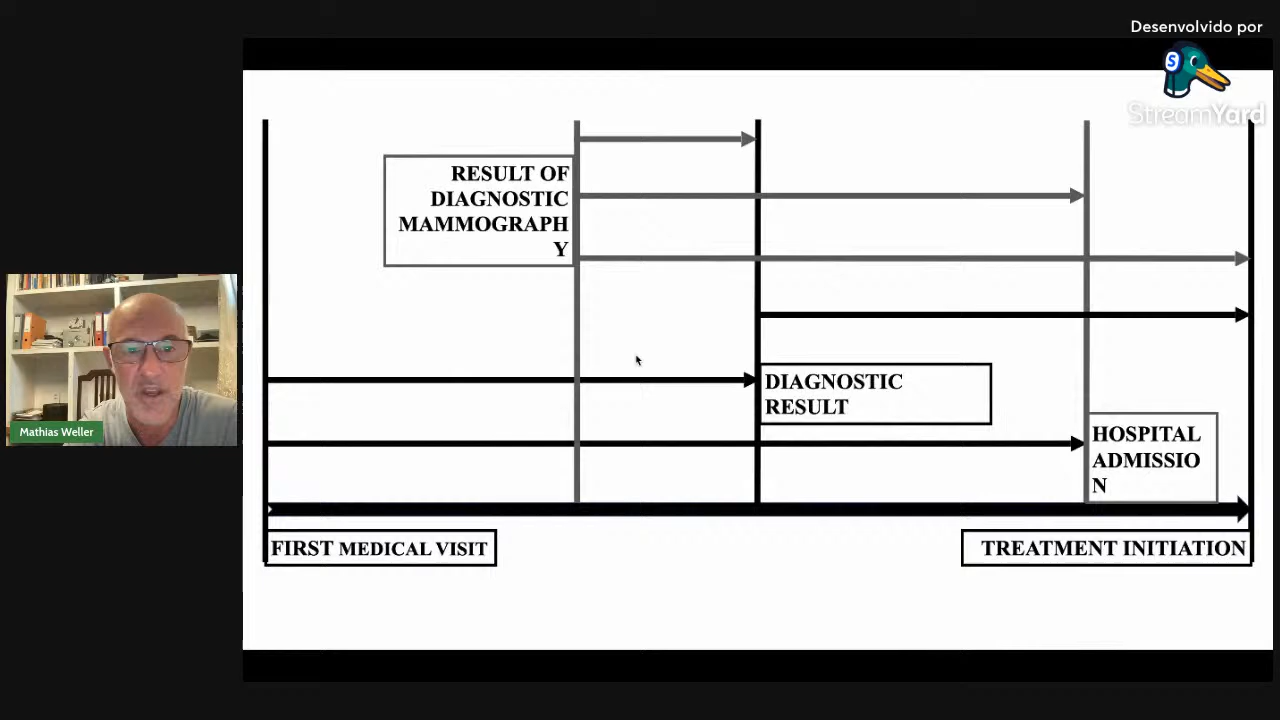 Desenvolvido por
S
StreamYard
RESULT OF
DIAGNOSTIC
MAMMOGRAPH
Y
DIAGNOSTIC
RESULT
HOSPITAL
ADMISSIO
N
FIRST MEDICAL VISIT
TREATMENT INITIATION
Mathias Weller